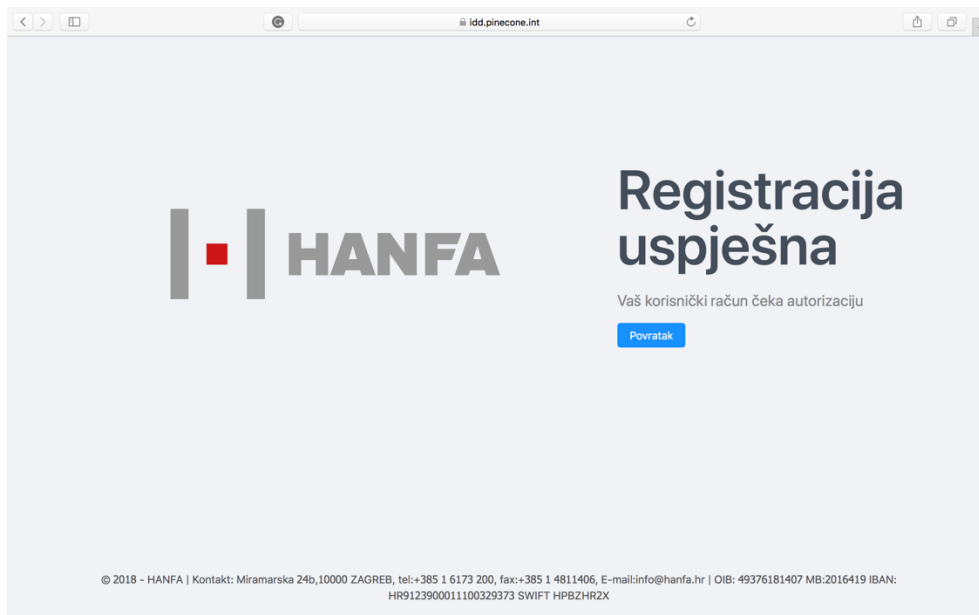 idd.pinecone.int
HANFA
Registracija
uspješna
Vaš korisnički račun čeka autorizaciju
Povratak
© 2018 - HANFA | Kontakt: Miramarska 24b,10000 ZAGREB, tel:+385 1 6173 200, fax:+385 1 4811406, E-mail:info@hanfa.hr | OIB: 49376181407 MB:2016419 IBAN:
HR9123900011100329373 SWIFT HPBZHR2X